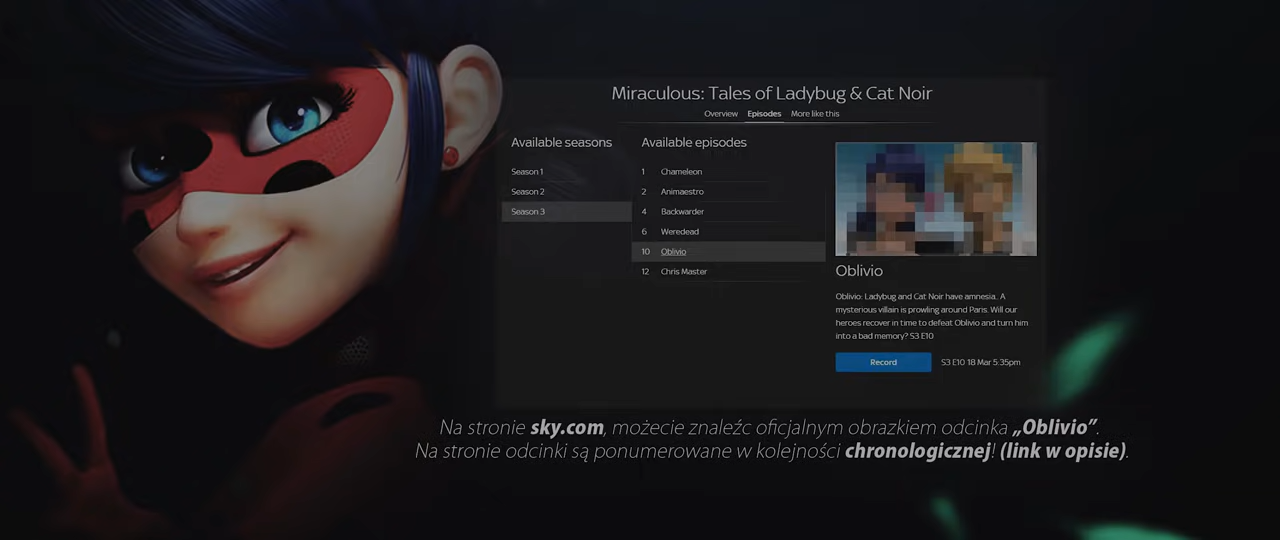 Miraculous: Tales of Ladybug & Cat Noir
Overview Episodes More like this
Available seasons
Season 1
Season 2
Season 3
Available episodes
1 Chameleon
2 Animaestro
4 Backwarder
6 Weredead
10 Oblivio
12 Chris Master
Oblivio
Oblivio: Ladybug and Cat Noir have amnesia.. A
mysterious villain is prowling around Paris. Will our
heroes recover in time to defeat Oblivio and turn him
into a bad memory? S3 E10
Record S3 E10 18 Mar 5:35pm
Na stronie sky.com, możecie znaleźc oficjalnym obrazkiem odcinka „Oblivio”.
Na stronie odcinki są ponumerowane w kolejności chronologicznej! (link w opisie).